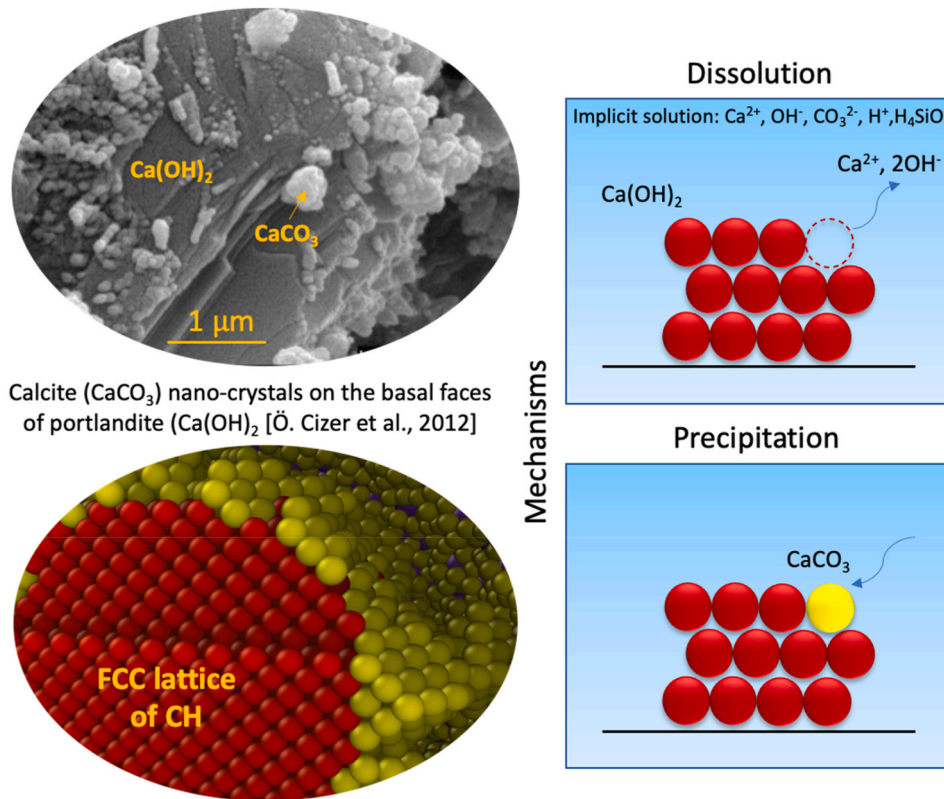 Ca(OH)₂
CaCO₃
1 μm
Calcite (CaCO₃) nano-crystals on the basal faces
of portlandite (Ca(OH)₂ [Ö. Cizer et al., 2012]
FCC lattice
of CH
Mechanisms
Dissolution
Implicit solution: Ca²⁺, OH⁻, CO₃²⁻, H⁺,H₄SiO
Ca²⁺, 2OH⁻
Ca(OH)₂
Precipitation
CaCO₃